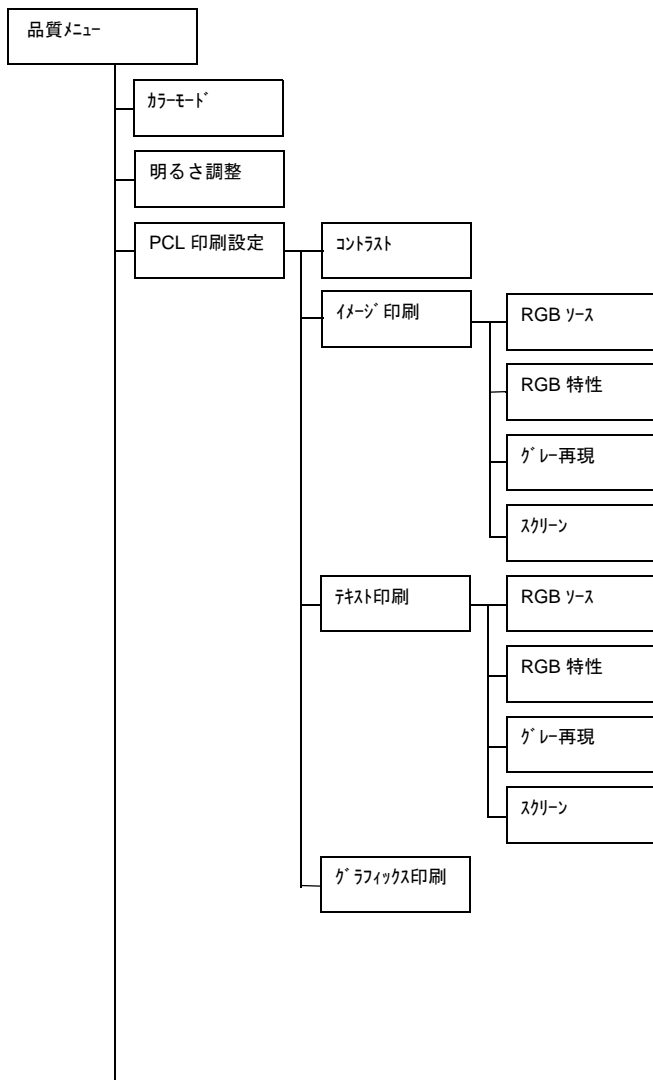 品質ﾒﾆｭｰ
ｶﾗｰﾓｰﾄﾞ
明るさ調整
PCL 印刷設定
ｺﾝﾄﾗｽﾄ
ｲﾒｰｼﾞ印刷
RGB ｿｰｽ
RGB 特性
ｸﾞﾚｰ再現
ｽｸﾘｰﾝ
ﾃｷｽﾄ印刷
RGB ｿｰｽ
RGB 特性
ｸﾞﾚｰ再現
ｽｸﾘｰﾝ
ｸﾞﾗﾌｨｯｸｽ印刷